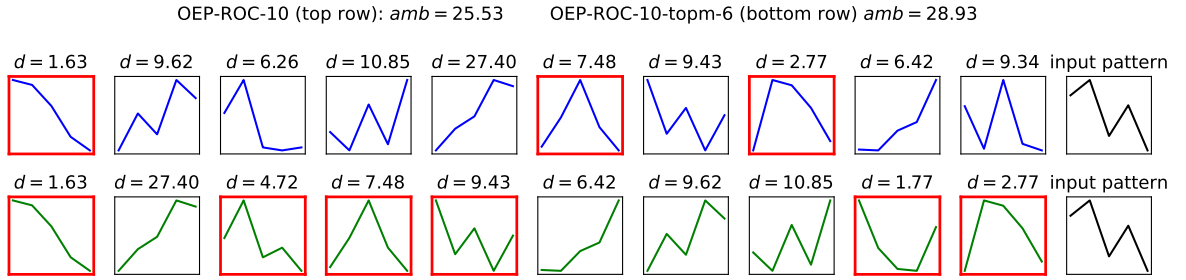 OEP-ROC-10 (top row): amb = 25.53 OEP-ROC-10-topm-6 (bottom row) amb = 28.93
d = 1.63 d = 9.62 d = 6.26 d = 10.85 d = 27.40 d = 7.48 d = 9.43 d = 2.77 d = 6.42 d = 9.34 input pattern
d = 1.63 d = 27.40 d = 4.72 d = 7.48 d = 9.43 d = 6.42 d = 9.62 d = 10.85 d = 1.77 d = 2.77 input pattern